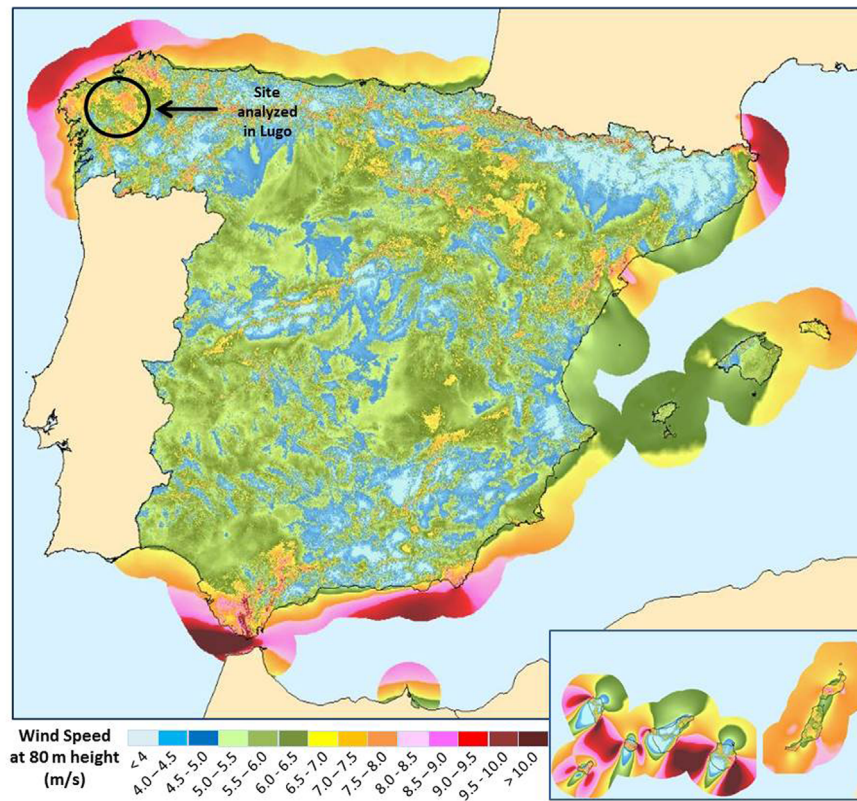 Site
analyzed
in Lugo
Wind Speed
at 80 m height
(m/s)
<4
4.0 – 4.5
4.5 - 5.0
5.0 – 5.5
5.5 – 6.0
6.0 - 6.5
6.5 - 7.0
7.0 – 7.5
7.5 – 8.0
8.0 - 8.5
8.5 – 9.0
9.0 – 9.5
9.5 - 10.0
> 10.0